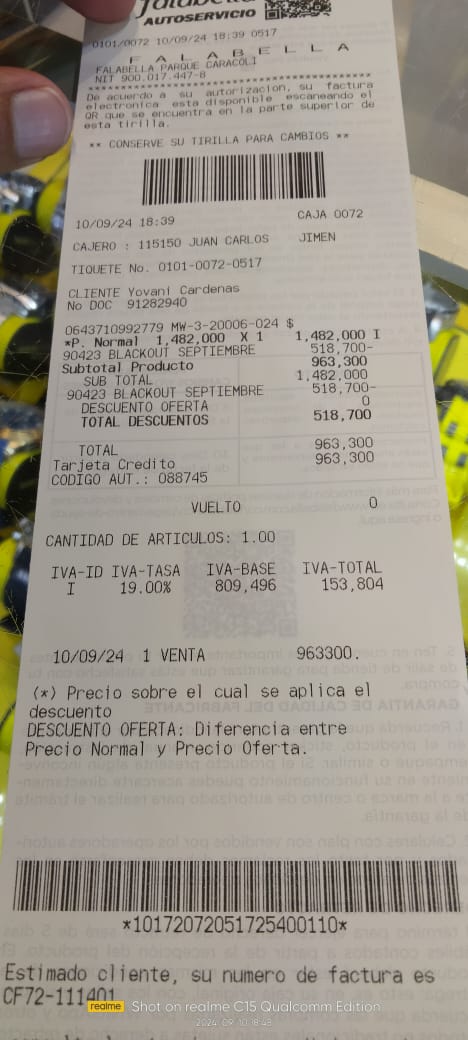 falabella
AUTOSERVICIO
0101/0072 10/09/24 18:39 0517
F A L A B E L L A
FALABELLA PARQUE CARACOLI
NIT 900.017.447-8
De acuerdo a su autorizacion, su factura
electronica esta disponible escaneando el
QR que se encuentra en la parte superior de
esta tirilla.
** CONSERVE SU TIRILLA PARA CAMBIOS **
10/09/24 18:39 CAJA 0072
CAJERO : 115150 JUAN CARLOS JIMEN
TIQUETE No. 0101-0072-0517
CLIENTE Yovani Cardenas
No DOC 91282940
0643710992779 MW-3-20006-024 $
*P. Normal 1,482,000 X 1 1,482,000 I
90423 BLACKOUT SEPTIEMBRE 518,700-
Subtotal Producto 963,300
SUB TOTAL 1,482,000
90423 BLACKOUT SEPTIEMBRE 518,700-
DESCUENTO OFERTA 0
TOTAL DESCUENTOS 518,700
TOTAL 963,300
Tarjeta Credito 963,300
CODIGO AUT.: 088745
VUELTO 0
CANTIDAD DE ARTICULOS: 1.00
IVA-ID IVA-TASA IVA-BASE IVA-TOTAL
I 19.00% 809,496 153,804
10/09/24 1 VENTA 963300.
(*) Precio sobre el cual se aplica el
descuento
DESCUENTO OFERTA: Diferencia entre
Precio Normal y Precio Oferta.
*10172072051725400110*
Estimado cliente, su numero de factura es
CF72-111401
realme Shot on realme C15 Qualcomm Edition
2024.09.10 18:48